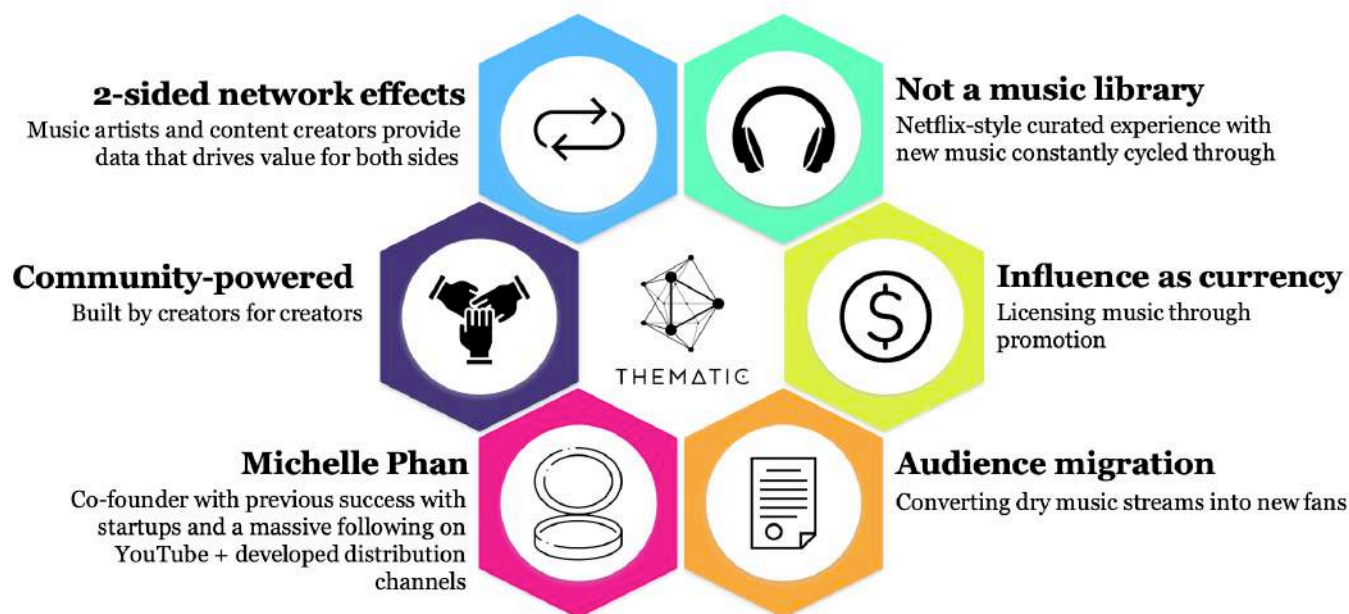 2-sided network effects
Music artists and content creators provide
data that drives value for both sides
Not a music library
Netflix-style curated experience with
new music constantly cycled through
Community-powered
Built by creators for creators
THEMATIC
Influence as currency
Licensing music through
promotion
Michelle Phan
Co-founder with previous success with
startups and a massive following on
YouTube + developed distribution
channels
Audience migration
Converting dry music streams into new fans
$